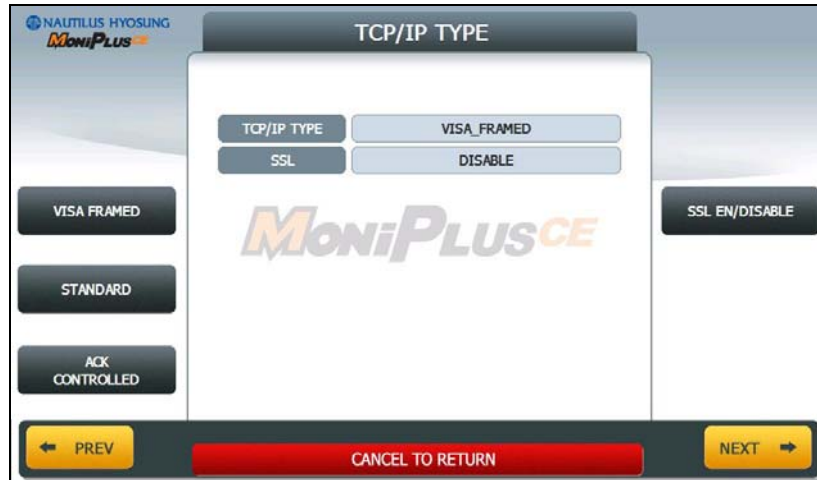 NAUTILUS HYOSUNG
MONiPLUSCE
TCP/IP TYPE
TCP/IP TYPE VISA_FRAMED
SSL DISABLE
VISA FRAMED
SSL EN/DISABLE
MONiPLUSCE
STANDARD
ACK
CONTROLLED
PREV
CANCEL TO RETURN
NEXT